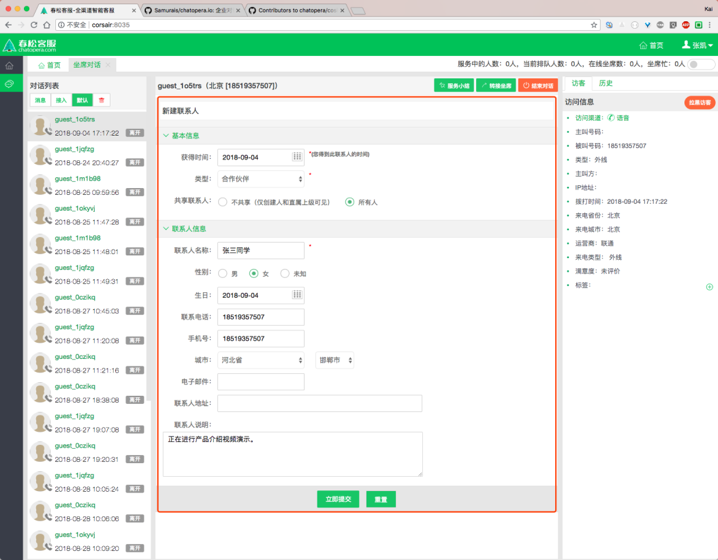 春松客服-全渠道智能客服
Samurais/chatopera.io: 企业
Contributors to chatopera/cos
Kai
不安全 corsair:8035
春松客服
chatopera.com
首页
张凯
首页
坐席对话
服务中的人数：0人，当前排队人数：0人，在线坐席数：0人，坐席忙：0人
对话列表
消息
接入
默认
guest_1o5trs
2018-09-04 17:17:22
离开
guest_1jqfzg
2018-08-24 20:40:27
离开
guest_1m1b98
2018-08-25 09:59:56
离开
guest_1okyvj
2018-08-25 11:47:28
离开
guest_1m1b98
2018-08-25 11:48:01
离开
guest_1jqfzg
2018-08-25 11:49:31
离开
guest_0czikq
2018-08-27 10:45:03
离开
guest_1jqfzg
2018-08-27 11:20:08
离开
guest_0czikq
2018-08-27 11:21:16
离开
guest_0czikq
2018-08-27 18:38:08
离开
guest_1jqfzg
2018-08-27 19:07:08
离开
guest_0czikq
2018-08-27 19:20:31
离开
guest_1jqfzg
2018-08-28 10:05:24
离开
guest_0czikq
2018-08-28 10:06:06
离开
guest_1okyvj
2018-08-28 10:09:20
离开
guest_1o5trs（北京 [18519357507]）
服务小结
转接坐席
结束对话
新建联系人
基本信息
获得时间：
2018-09-04
*(您得到此联系人的时间)
类型：
合作伙伴
*
共享联系人：
不共享（仅创建人和直属上级可见）
所有人
联系人信息
联系人名称：
张三同学
*
性别：
男
女
未知
生日：
2018-09-04
联系电话：
18519357507
手机号：
18519357507
城市：
河北省
邯郸市
电子邮件：
联系人地址：
联系人说明：
正在进行产品介绍视频演示。
立即提交
重置
访客
历史
访问信息
拉黑访客
访问渠道： 语音
主叫号码：
被叫号码：18519357507
类型：外线
主叫方：
IP地址：
拨打时间：2018-09-04 17:17:22
来电省份：北京
来电城市：北京
运营商：联通
来电类型： 外线
满意度：未评价
标签：